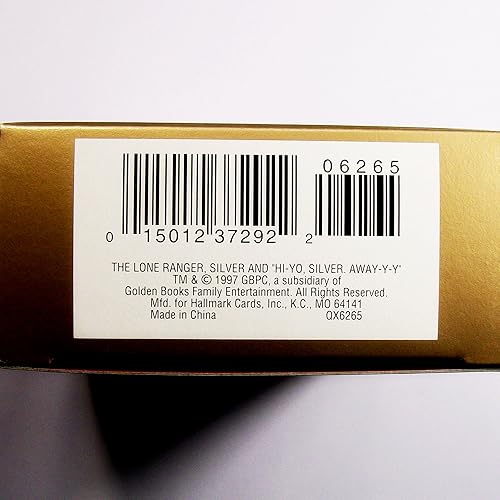 06265
0 15012 37292 2
THE LONE RANGER, SILVER AND "HI-YO, SILVER. AWAY-Y-Y"
TM & © 1997 GBPC, a subsidiary of
Golden Books Family Entertainment. All Rights Reserved.
Mfd. for Hallmark Cards, Inc., K.C., MO 64141
Made in China QX6265